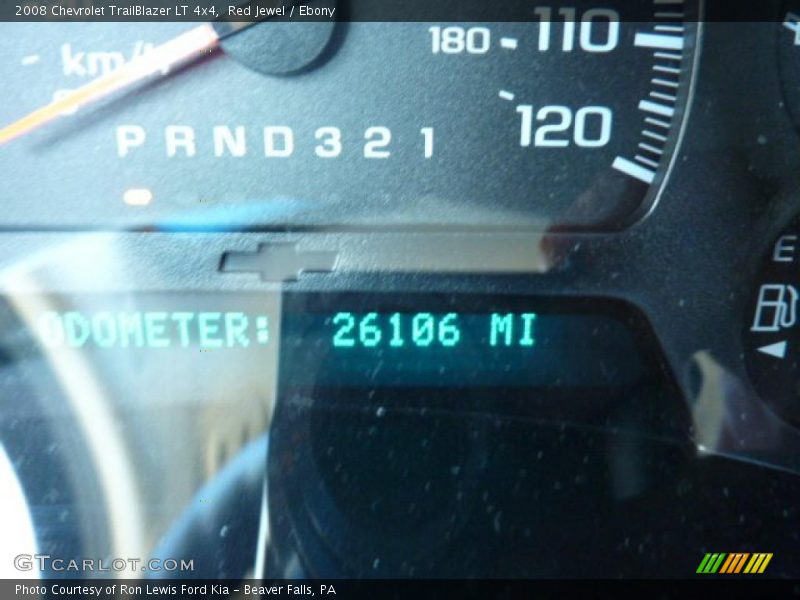 2008 Chevrolet TrailBlazer LT 4x4, Red Jewel / Ebony
km/h
180 110
120
P R N D 3 2 1
E
ODOMETER: 26106 MI
GTCARLOT.COM
Photo Courtesy of Ron Lewis Ford Kia - Beaver Falls, PA